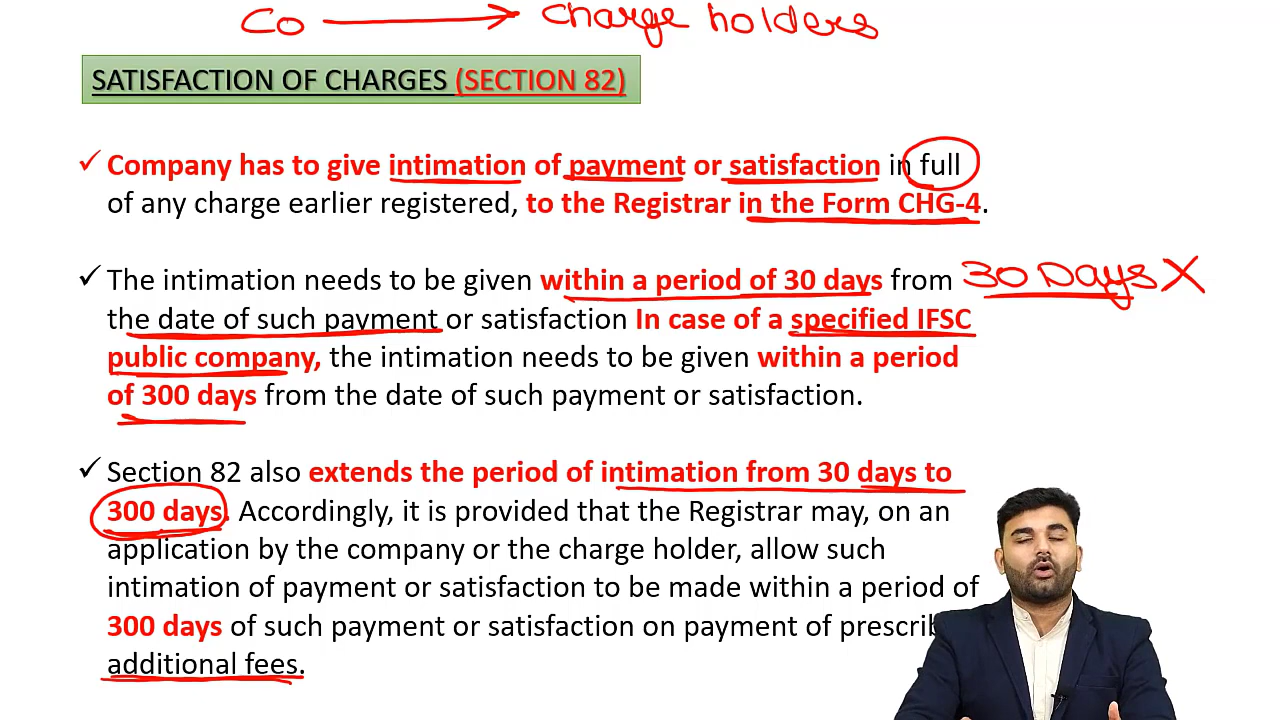 Co → charge holders
SATISFACTION OF CHARGES (SECTION 82)
✓ Company has to give intimation of payment or satisfaction in full
of any charge earlier registered, to the Registrar in the Form CHG-4.
✓ The intimation needs to be given within a period of 30 days from 30 Days X
the date of such payment or satisfaction In case of a specified IFSC
public company, the intimation needs to be given within a period
of 300 days from the date of such payment or satisfaction.
✓ Section 82 also extends the period of intimation from 30 days to
300 days. Accordingly, it is provided that the Registrar may, on an
application by the company or the charge holder, allow such
intimation of payment or satisfaction to be made within a period of
300 days of such payment or satisfaction on payment of
additional fees.